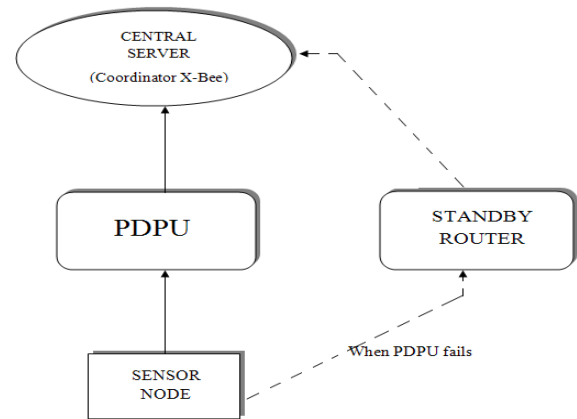 CENTRAL
SERVER
(Coordinator X-Bee)
PDPU
STANDBY
ROUTER
When PDPU fails
SENSOR
NODE